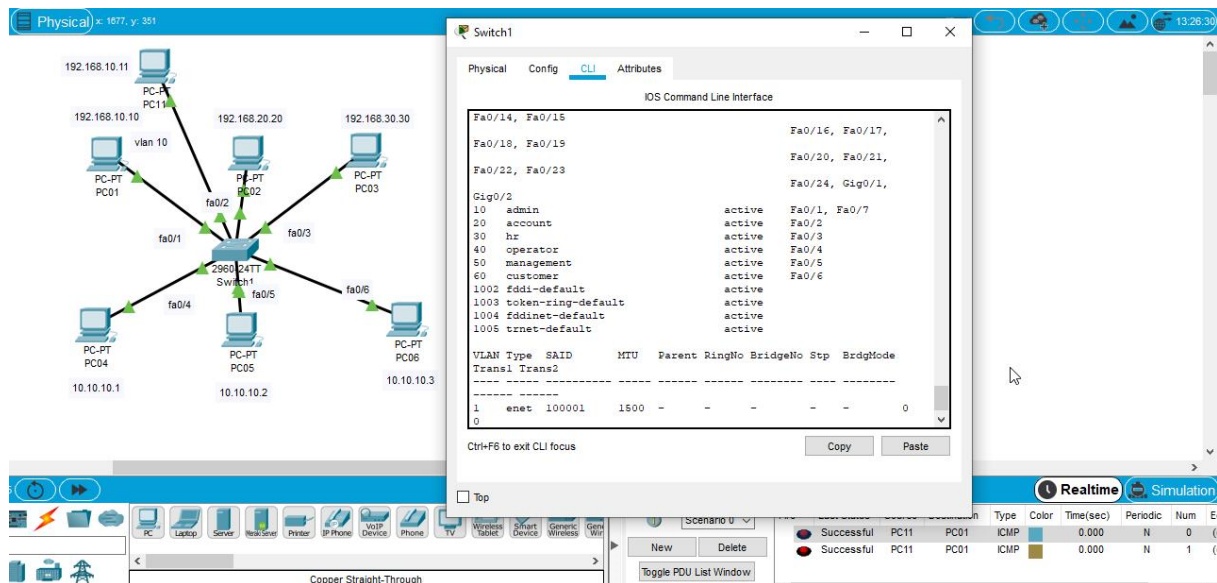 Physical x: 1677, y: 351
13:26:30
192.168.10.11
PC-PT
PC11
192.168.10.10
vlan 10
192.168.20.20
192.168.30.30
PC-PT
PC01
PC-PT
PC02
PC-PT
PC03
fa0/2
fa0/1
fa0/3
2960-24TT
Switch1
fa0/4
fa0/5
fa0/6
PC-PT
PC04
PC-PT
PC05
PC-PT
PC06
10.10.10.1
10.10.10.2
10.10.10.3
Switch1
Physical Config CLI Attributes
IOS Command Line Interface
Fa0/14, Fa0/15
Fa0/16, Fa0/17,
Fa0/18, Fa0/19
Fa0/20, Fa0/21,
Fa0/22, Fa0/23
Fa0/24, Gig0/1,
Gig0/2
10 admin active Fa0/1, Fa0/7
20 account active Fa0/2
30 hr active Fa0/3
40 operator active Fa0/4
50 management active Fa0/5
60 customer active Fa0/6
1002 fddi-default active
1003 token-ring-default active
1004 fddinet-default active
1005 trnet-default active
VLAN Type SAID MTU Parent RingNo BridgeNo Stp BrdgMode
Trans1 Trans2
---- ----- ---------- ----- ------ ------ -------- ---- --------
------ ------
1 enet 100001 1500 - - - - - 0
0
Ctrl+F6 to exit CLI focus
Copy Paste
Top
Realtime Simulation
PC Laptop Server Printer IP Phone VoIP Device Phone TV Wireless Tablet Smart Device Generic Wireless
Copper Straight-Through
Scenario 0
New Delete
Toggle PDU List Window
Type Color Time(sec) Periodic Num
Successful PC11 PC01 ICMP 0.000 N 0
Successful PC11 PC01 ICMP 0.000 N 1